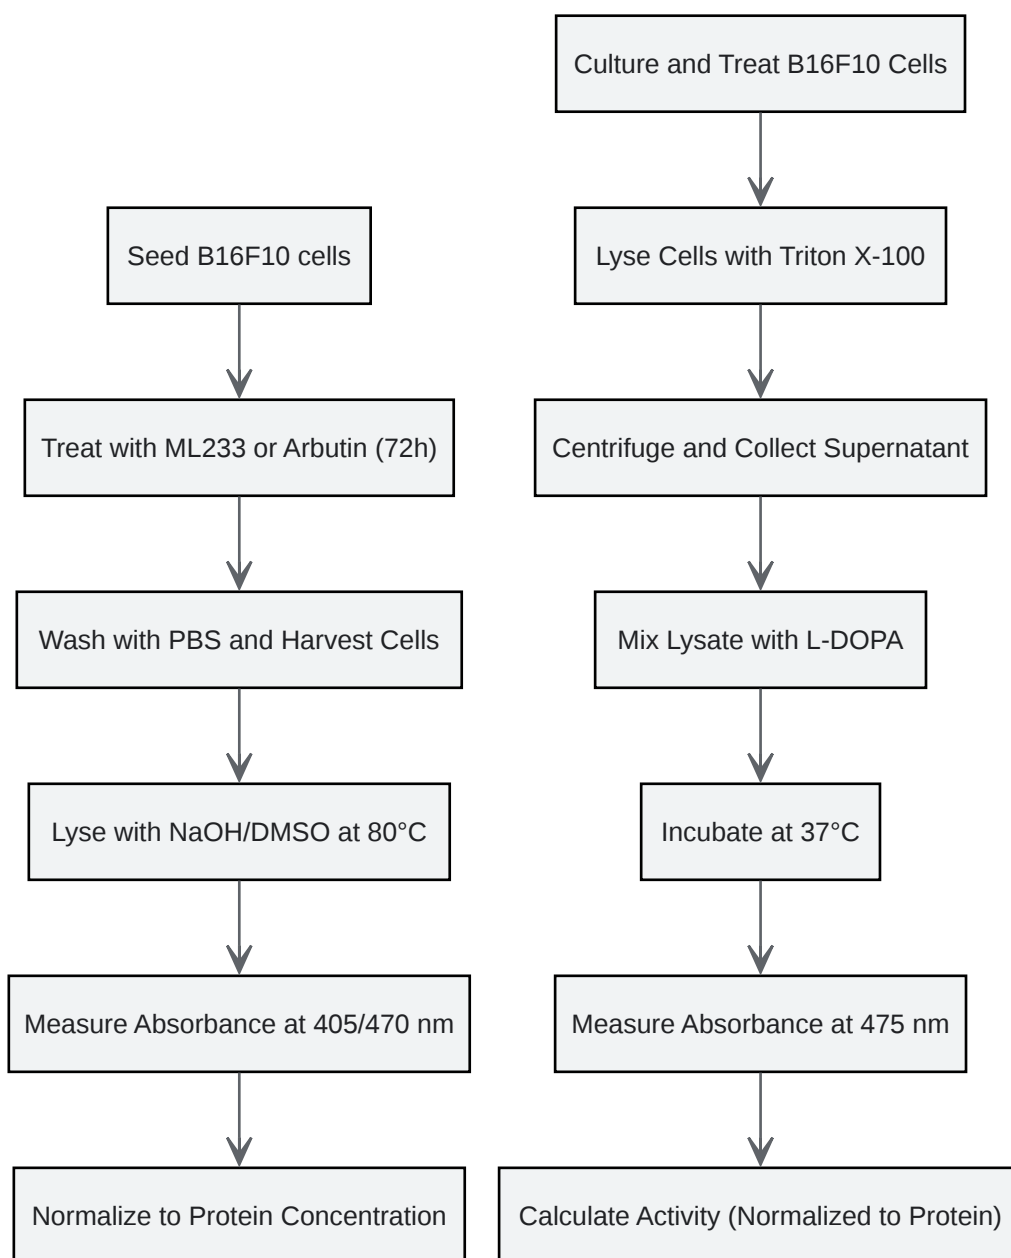 Seed B16F10 cells
Treat with ML233 or Arbutin (72h)
Wash with PBS and Harvest Cells
Lyse with NaOH/DMSO at 80°C
Measure Absorbance at 405/470 nm
Normalize to Protein Concentration
Culture and Treat B16F10 Cells
Lyse Cells with Triton X-100
Centrifuge and Collect Supernatant
Mix Lysate with L-DOPA
Incubate at 37°C
Measure Absorbance at 475 nm
Calculate Activity (Normalized to Protein)